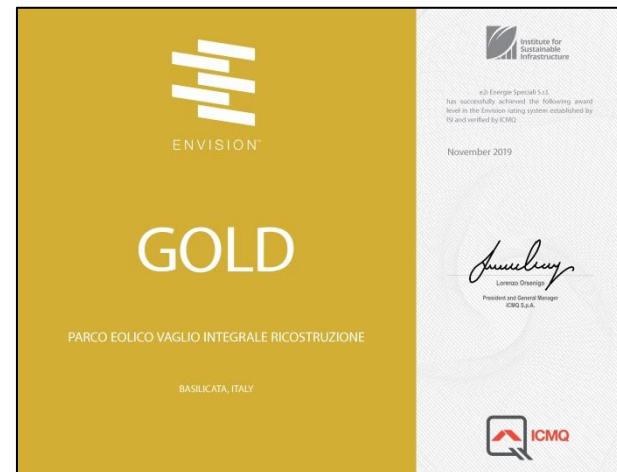 ENVISION™
GOLD
PARCO EOLICO VAGLIO INTEGRALE RICOSTRUZIONE
BASILICATA, ITALY
Institute for
Sustainable
Infrastructure
e2i Energie Speciali S.r.l.
has successfully achieved the following award
level in the Envision rating system established by
ISI and verified by ICMQ
November 2019
Lorenzo Orsenigo
President and General Manager
ICMQ S.p.A.
ICMQ